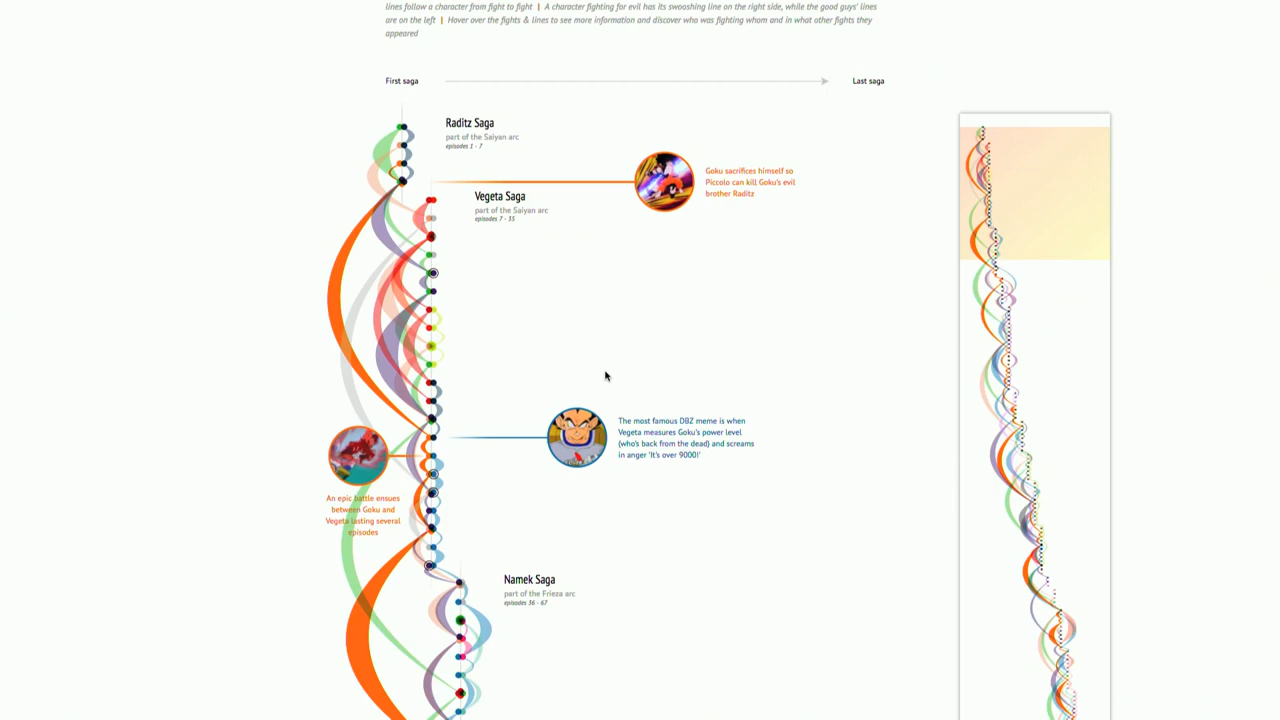 lines follow a character from fight to fight | A character fighting for evil has its swooshing line on the right side, while the good guys' lines
are on the left | Hover over the fights & lines to see more information and discover who was fighting whom and in what other fights they
appeared
First saga
Last saga
Raditz Saga
part of the Saiyan arc
episodes 1 - 7
Goku sacrifices himself so
Piccolo can kill Goku's evil
brother Raditz
Vegeta Saga
part of the Saiyan arc
episodes 7 - 35
The most famous DBZ meme is when
Vegeta measures Goku's power level
(who's back from the dead) and screams
in anger 'It's over 9000!'
An epic battle ensues
between Goku and
Vegeta lasting several
episodes
Namek Saga
part of the Frieza arc
episodes 36 - 67